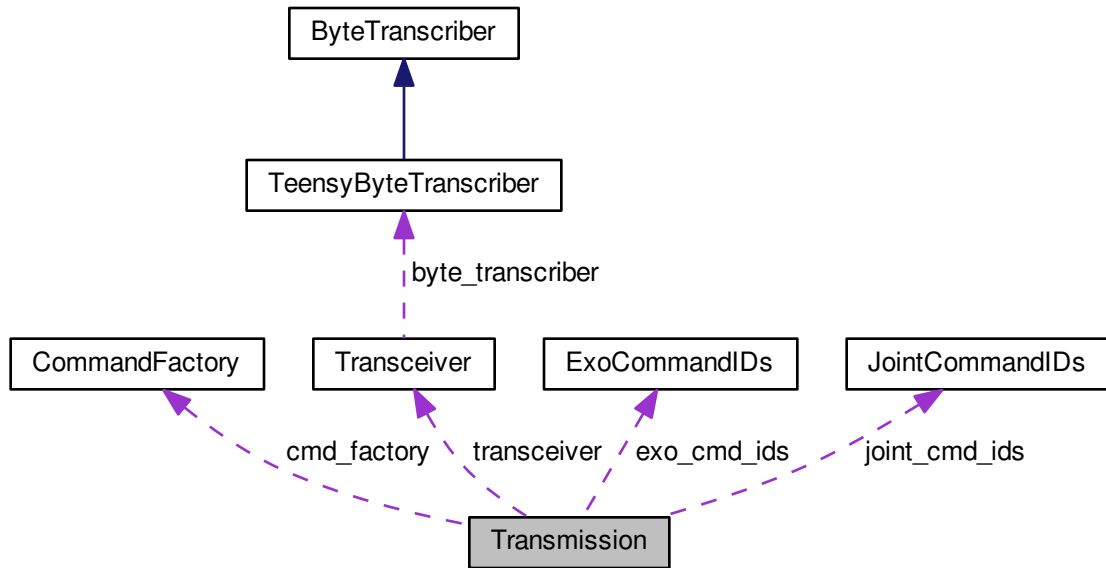 ByteTranscriber
TeensyByteTranscriber
byte_transcriber
CommandFactory
Transceiver
ExoCommandIDs
JointCommandIDs
cmd_factory
transceiver
exo_cmd_ids
joint_cmd_ids
Transmission